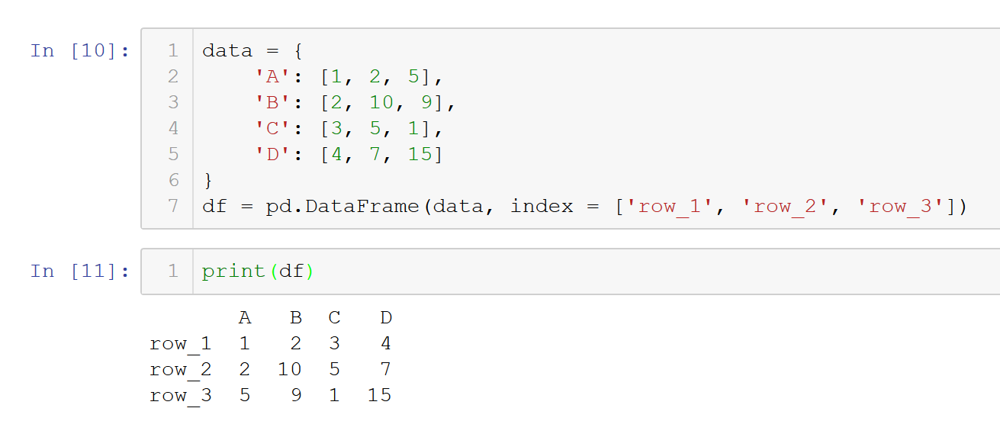 In [10]:
1 data = {
2     'A': [1, 2, 5],
3     'B': [2, 10, 9],
4     'C': [3, 5, 1],
5     'D': [4, 7, 15]
6 }
7 df = pd.DataFrame(data, index = ['row_1', 'row_2', 'row_3'])
In [11]:
1 print(df)
       A   B  C   D
row_1  1   2  3   4
row_2  2  10  5   7
row_3  5   9  1  15